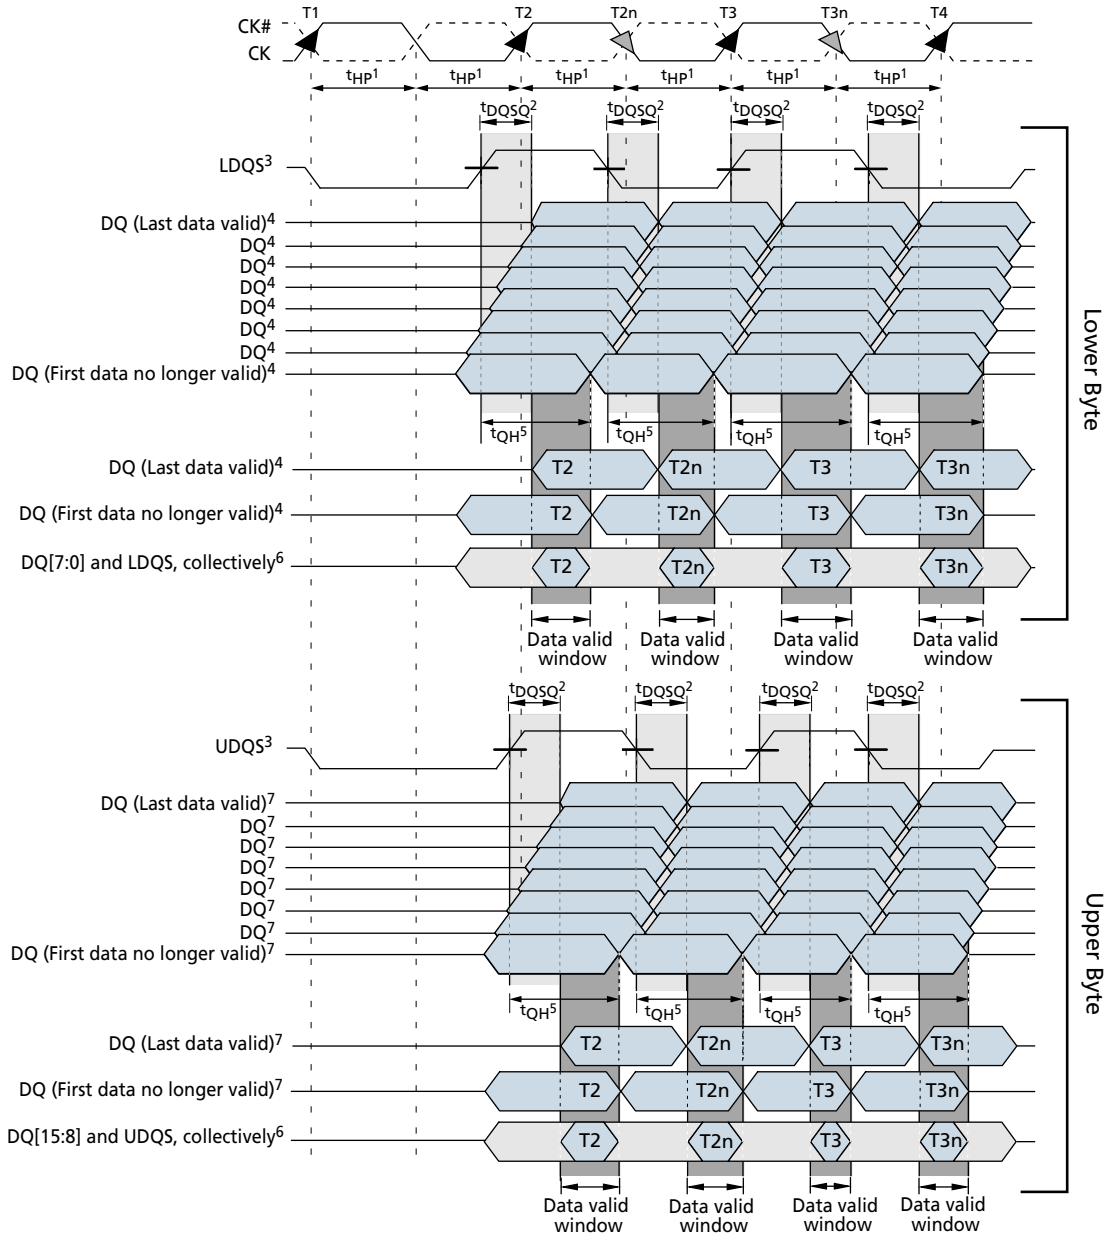 T1 T2 T2n T3 T3n T4
CK#
CK
tHP1 tHP1 tHP1 tHP1 tHP1 tHP1
tDQSQ2 tDQSQ2 tDQSQ2 tDQSQ2
LDQS3
DQ (Last data valid)4
DQ4
DQ4
DQ4
DQ4
DQ4
DQ4
DQ (First data no longer valid)4
tQH5 tQH5 tQH5 tQH5
DQ (Last data valid)4 T2 T2n T3 T3n
DQ (First data no longer valid)4 T2 T2n T3 T3n
DQ[7:0] and LDQS, collectively6 T2 T2n T3 T3n
Data valid window Data valid window Data valid window Data valid window
Lower Byte
tDQSQ2 tDQSQ2 tDQSQ2 tDQSQ2
UDQS3
DQ (Last data valid)7
DQ7
DQ7
DQ7
DQ7
DQ7
DQ7
DQ (First data no longer valid)7
tQH5 tQH5 tQH5 tQH5
DQ (Last data valid)7 T2 T2n T3 T3n
DQ (First data no longer valid)7 T2 T2n T3 T3n
DQ[15:8] and UDQS, collectively6 T2 T2n T3 T3n
Data valid window Data valid window Data valid window Data valid window
Upper Byte